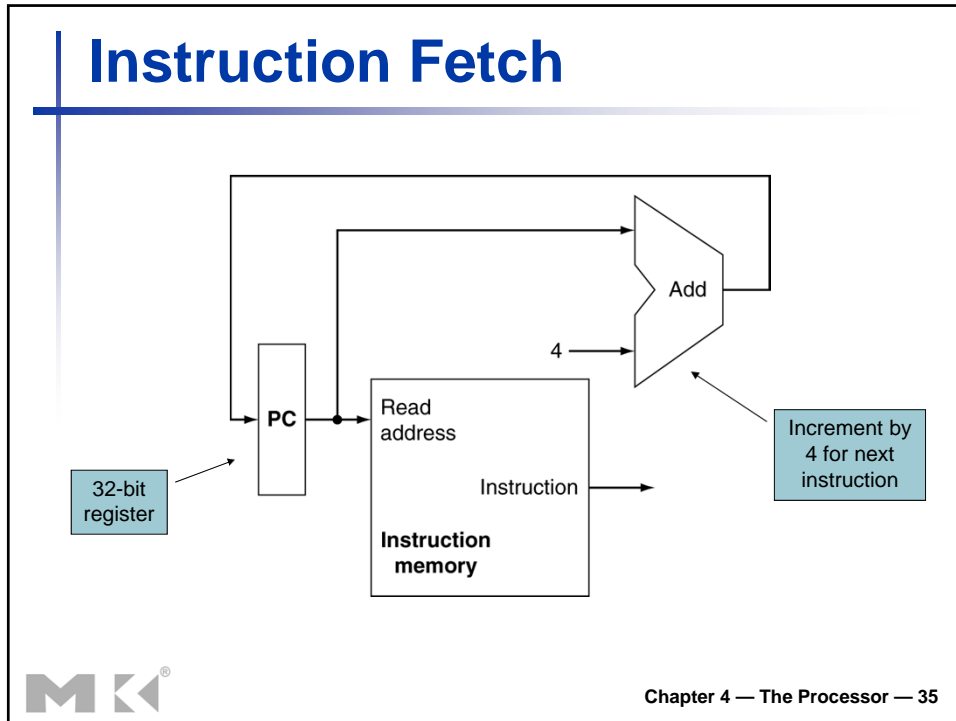 Instruction Fetch
Add
4
PC
Read
address
Increment by
4 for next
instruction
32-bit
register
Instruction
Instruction
memory
MK®
Chapter 4 — The Processor — 35